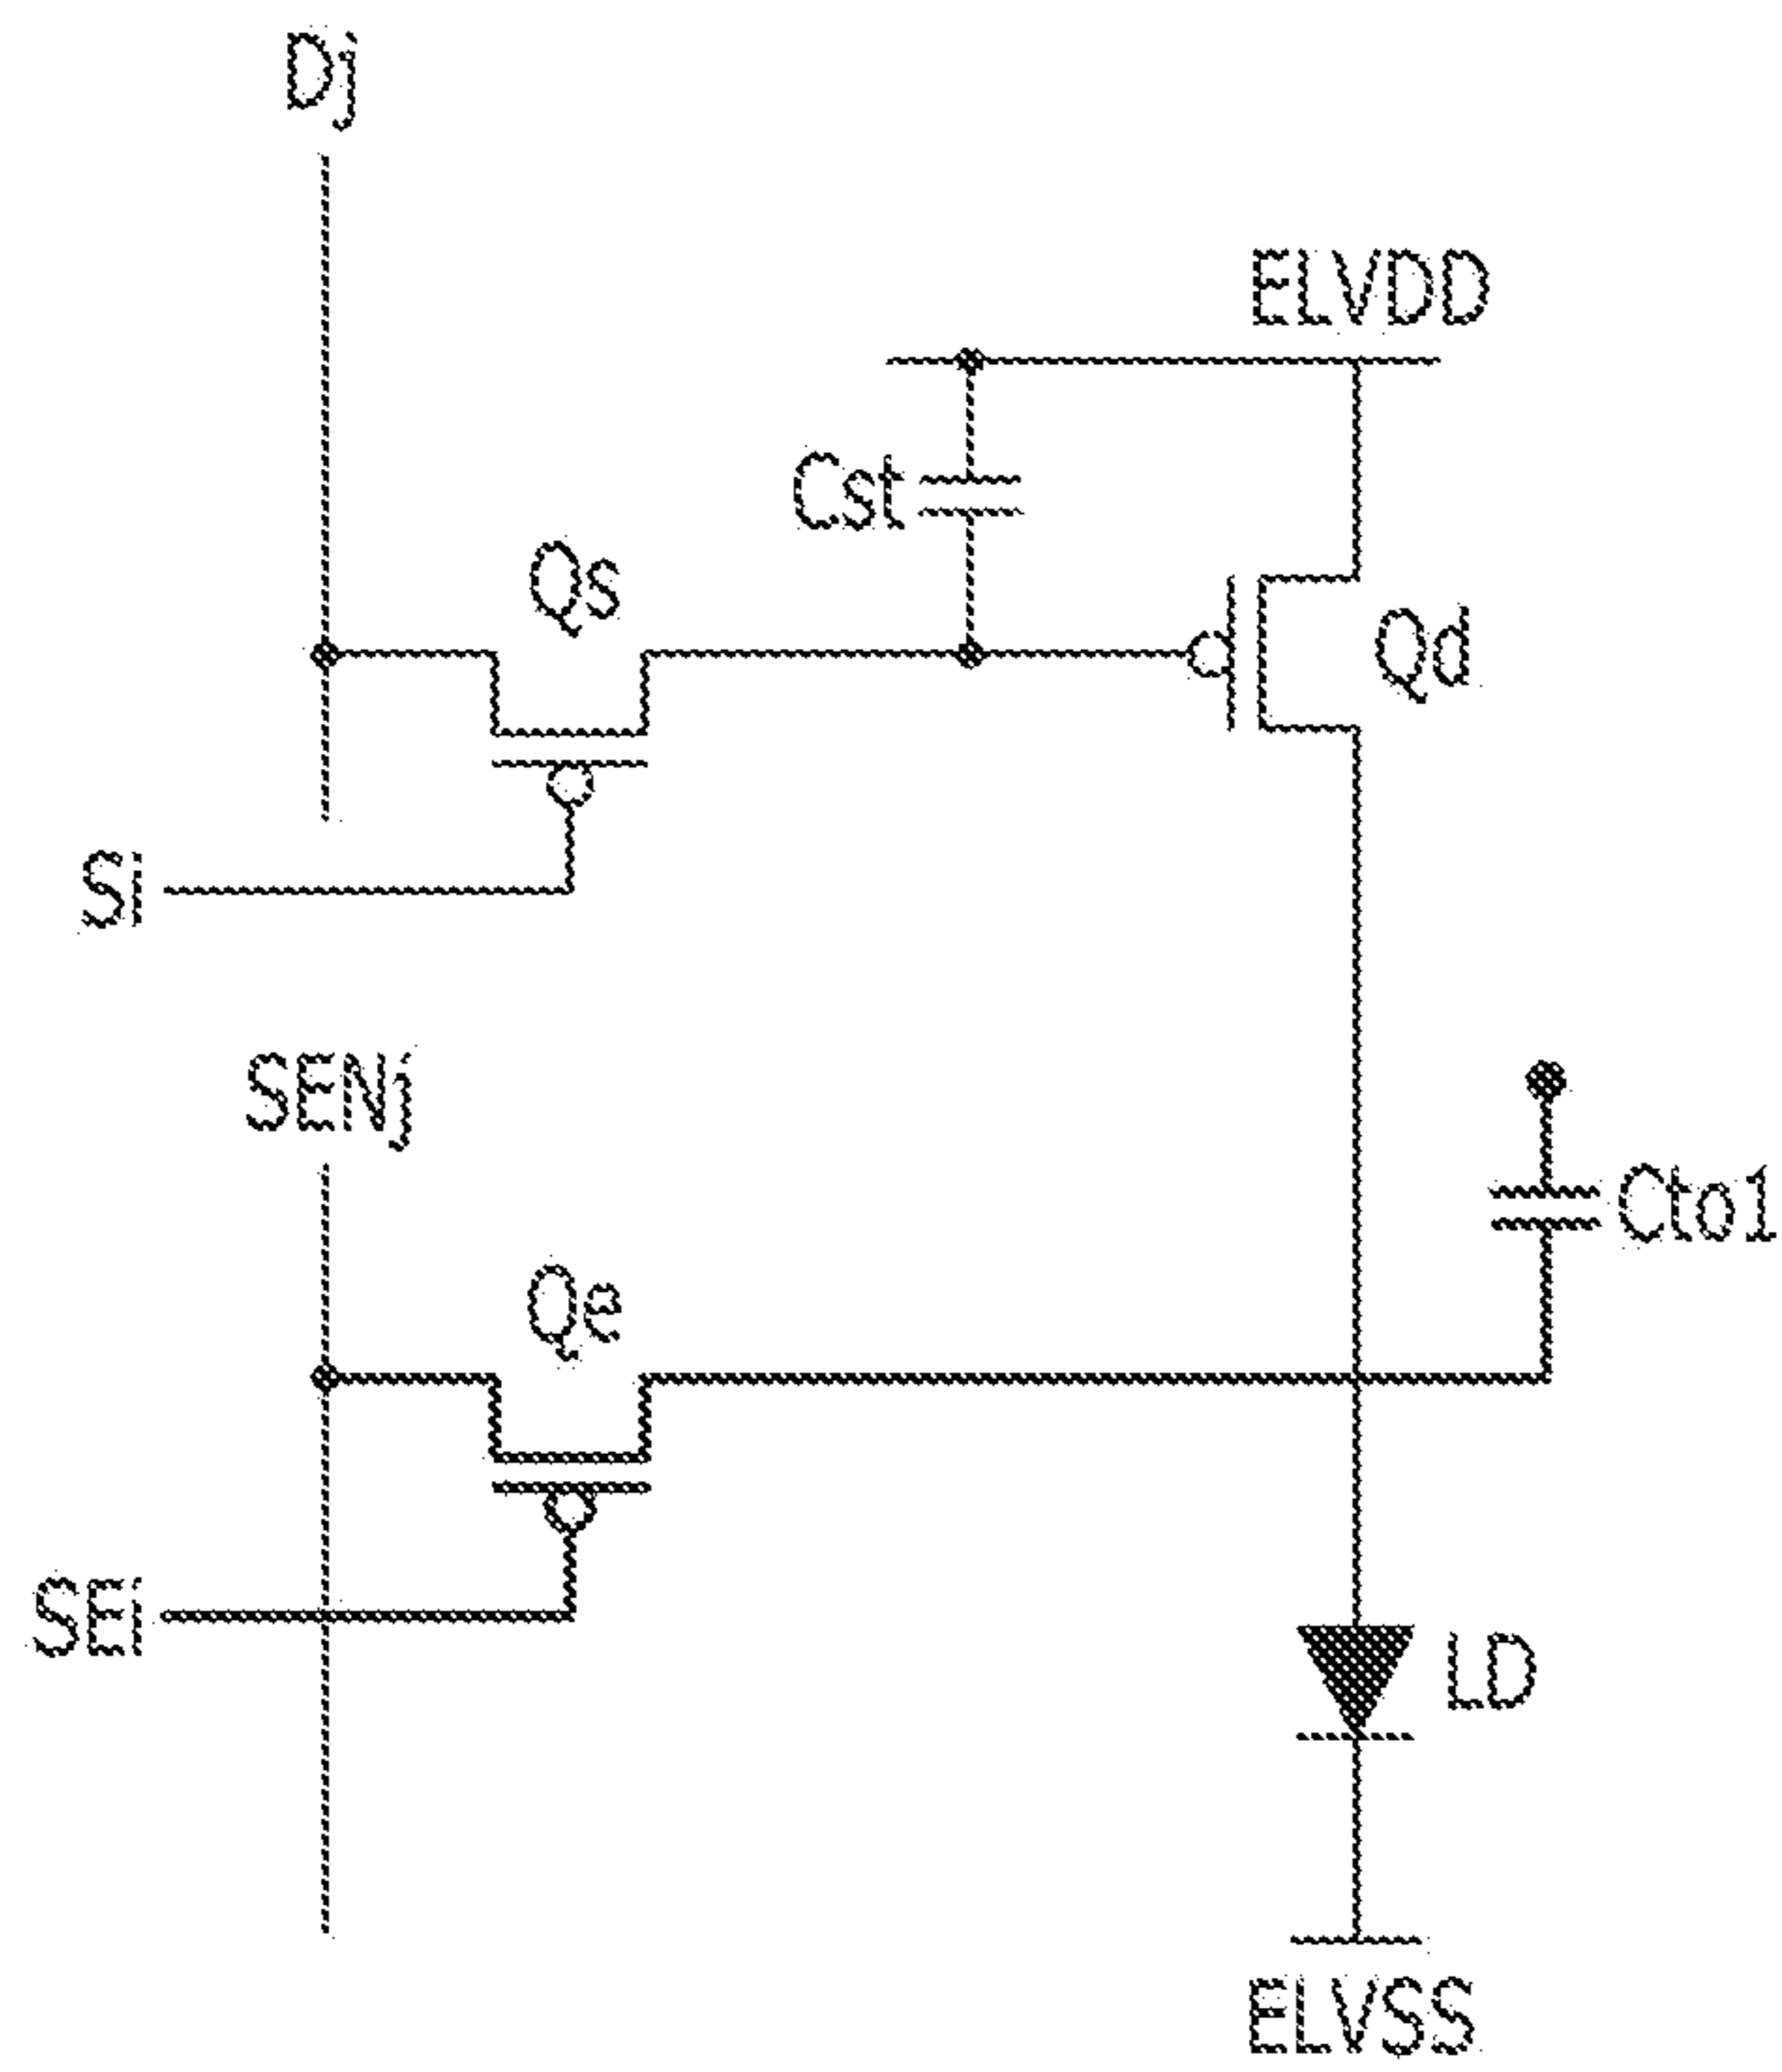 Dj
ELVDD
Cst
Qs
Qd
Si
SENj
Cto1
Qe
SEi
LD
ELVSS